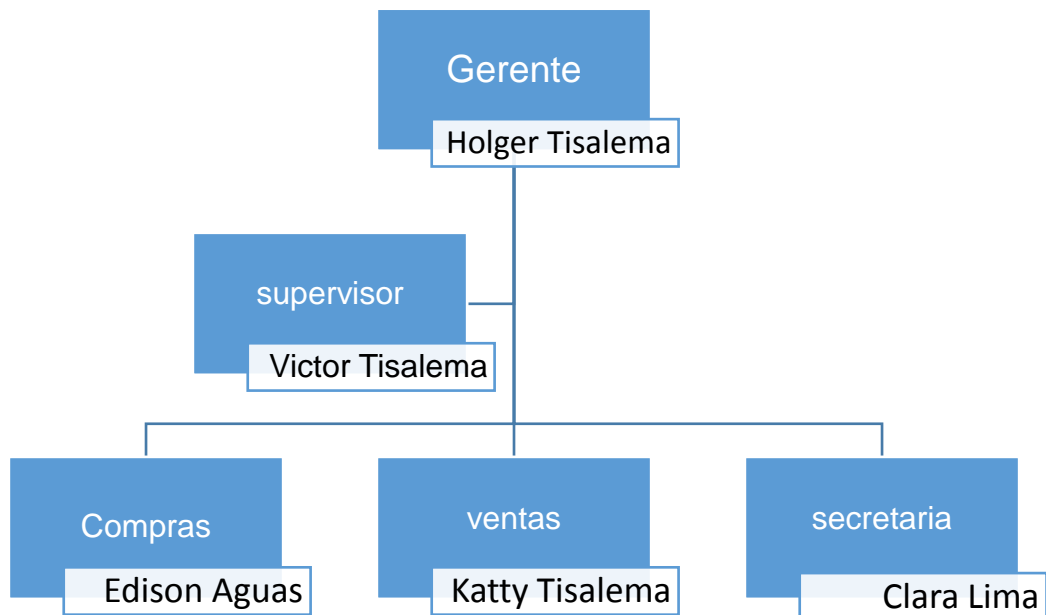 Gerente
Holger Tisalema
supervisor
Victor Tisalema
Compras
Edison Aguas
ventas
Katty Tisalema
secretaria
Clara Lima